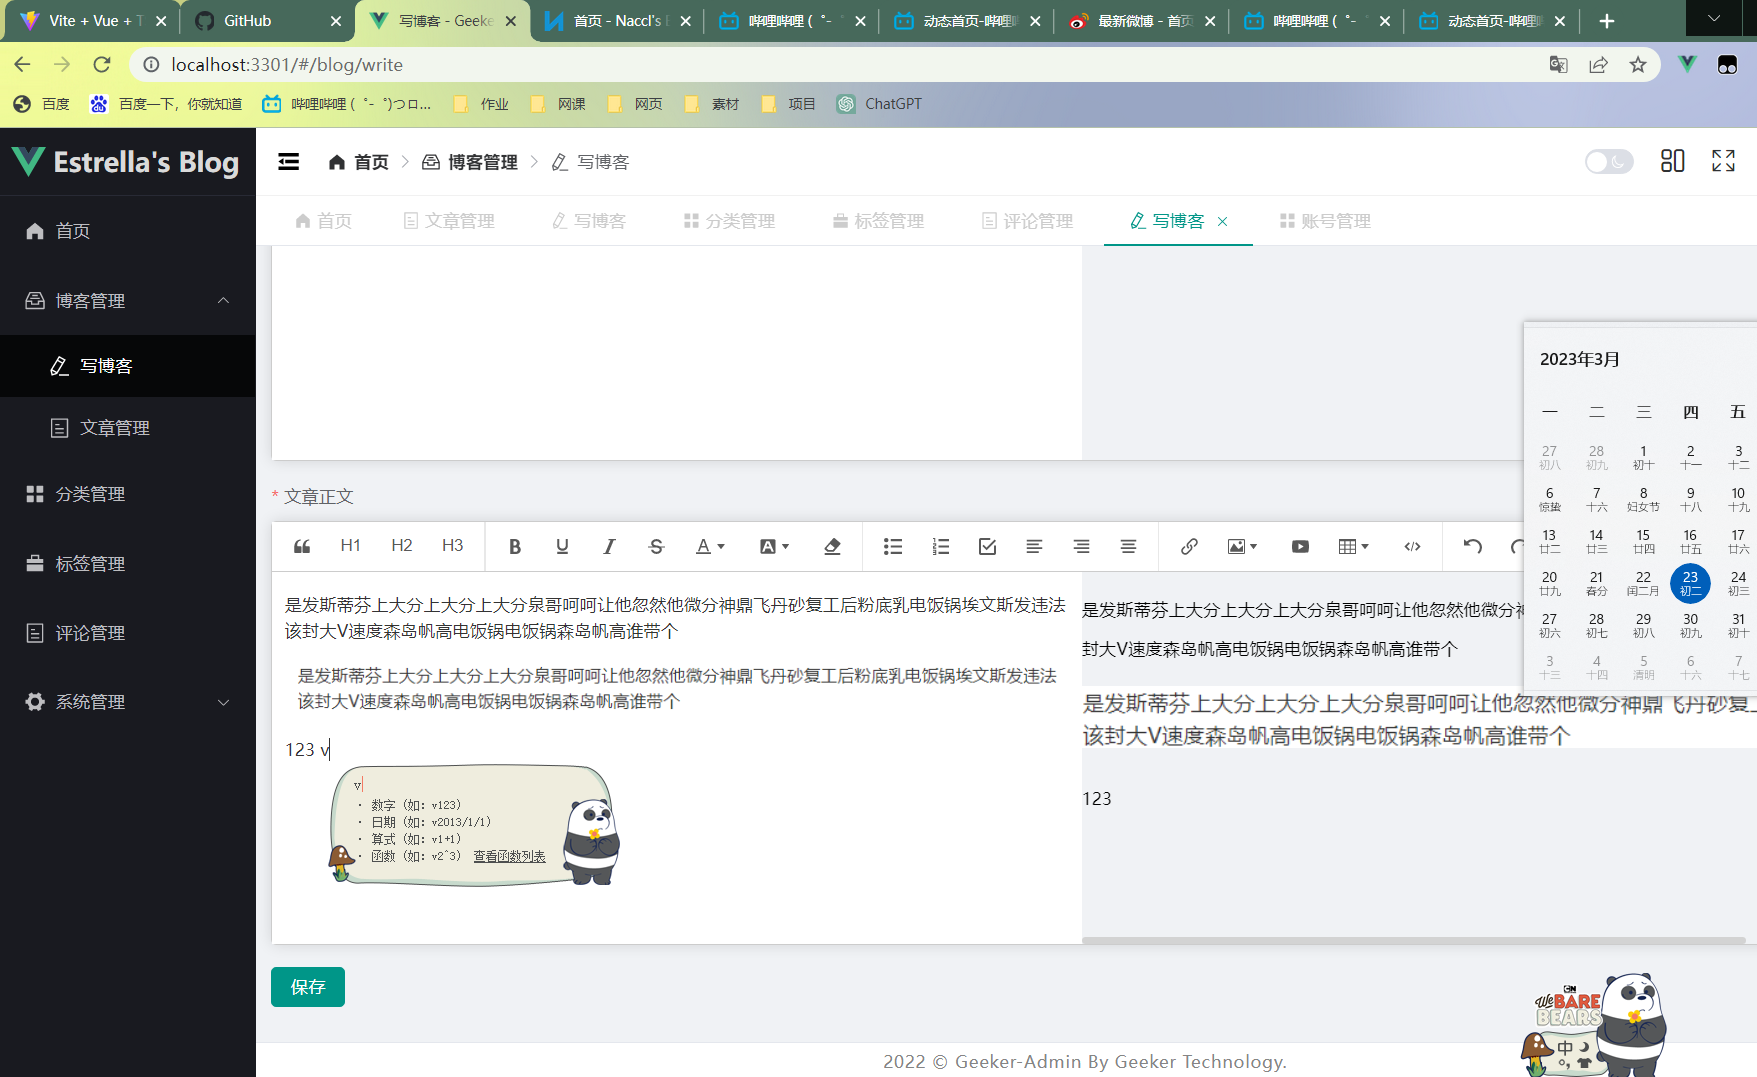 Vite + Vue + T
GitHub
写博客 - Geeke
首页 - Naccl's
哔哩哔哩 (゜-゜
动态首页-哔哩
最新微博 - 首页
哔哩哔哩 (゜-゜
动态首页-哔哩
localhost:3301/#/blog/write
百度
百度一下，你就知道
哔哩哔哩 (゜-゜)つロ...
作业
网课
网页
素材
项目
ChatGPT
Estrella's Blog
首页
博客管理
写博客
文章管理
分类管理
标签管理
评论管理
系统管理
首页 > 博客管理 > 写博客
首页 文章管理 写博客 分类管理 标签管理 评论管理 写博客 账号管理
* 文章正文
H1 H2 H3 B U I S A A
是发斯蒂芬上大分上大分上大分泉哥呵呵让他忽然他微分神鼎飞丹砂复工后粉底乳电饭锅埃文斯发违法
该封大V速度森岛帆高电饭锅电饭锅森岛帆高谁带个
是发斯蒂芬上大分上大分上大分泉哥呵呵让他忽然他微分神鼎飞丹砂复工后粉底乳电饭锅埃文斯发违法
该封大V速度森岛帆高电饭锅电饭锅森岛帆高谁带个
123 v
v
· 数字 (如: v123)
· 日期 (如: v2013/1/1)
· 算式 (如: v1+1)
· 函数 (如: v2^3) 查看函数列表
是发斯蒂芬上大分上大分上大分泉哥呵呵让他忽然他微分神
封大V速度森岛帆高电饭锅电饭锅森岛帆高谁带个
是发斯蒂芬上大分上大分上大分泉哥呵呵让他忽然他微分神鼎飞丹砂复工
该封大V速度森岛帆高电饭锅电饭锅森岛帆高谁带个
123
2023年3月
一 二 三 四 五
27 28 1 2 3
初八 初九 初十 十一 十二
6 7 8 9 10
惊蛰 十六 妇女节 十八 十九
13 14 15 16 17
廿二 廿三 廿四 廿五 廿六
20 21 22 23 24
廿九 春分 闰二月 初二 初三
27 28 29 30 31
初六 初七 初八 初九 初十
3 4 5 6 7
十三 十四 清明 十六 十七
保存
CN
We BARE
BEARS
中
2022 © Geeker-Admin By Geeker Technology.